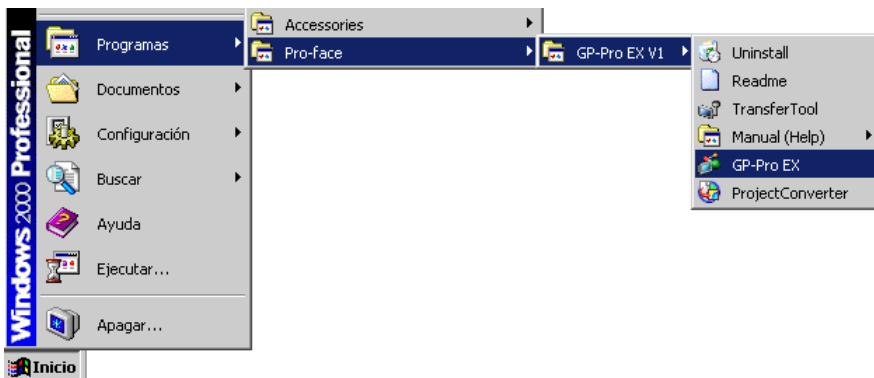 Windows 2000 Professional
Programas
Documentos
Configuración
Buscar
Ayuda
Ejecutar...
Apagar...
Inicio
Accessories
Pro-face
GP-Pro EX V1
Uninstall
Readme
TransferTool
Manual (Help)
GP-Pro EX
ProjectConverter